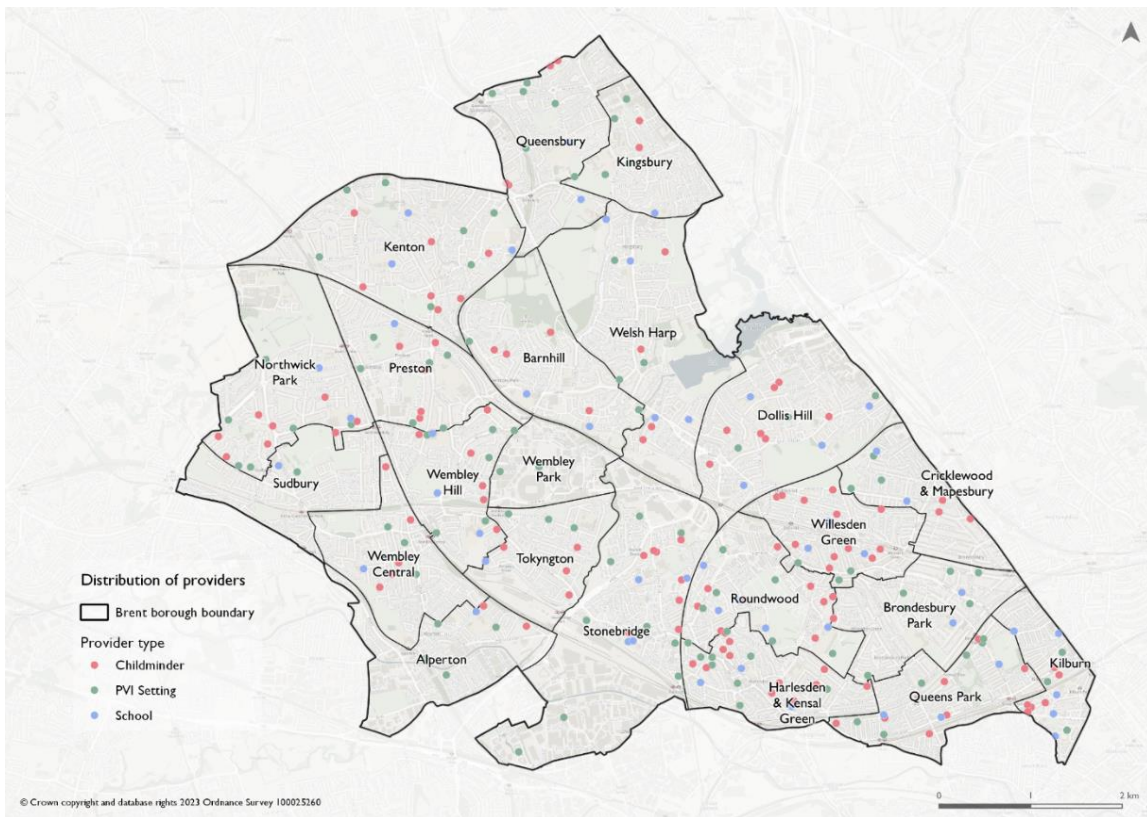 Queensbury
Kingsbury
Kenton
Welsh Harp
Barnhill
Northwick
Park
Preston
Dollis Hill
Sudbury
Wembley
Hill
Wembley
Park
Cricklewood
& Mapesbury
Willesden
Green
Wembley
Central
Tokyngton
Roundwood
Brondesbury
Park
Stonebridge
Alperton
Kilburn
Harlesden
& Kensal
Green
Queens Park
Distribution of providers
Brent borough boundary
Provider type
Childminder
PVI Setting
School
© Crown copyright and database rights 2023 Ordnance Survey 100025260
0 1 2 km